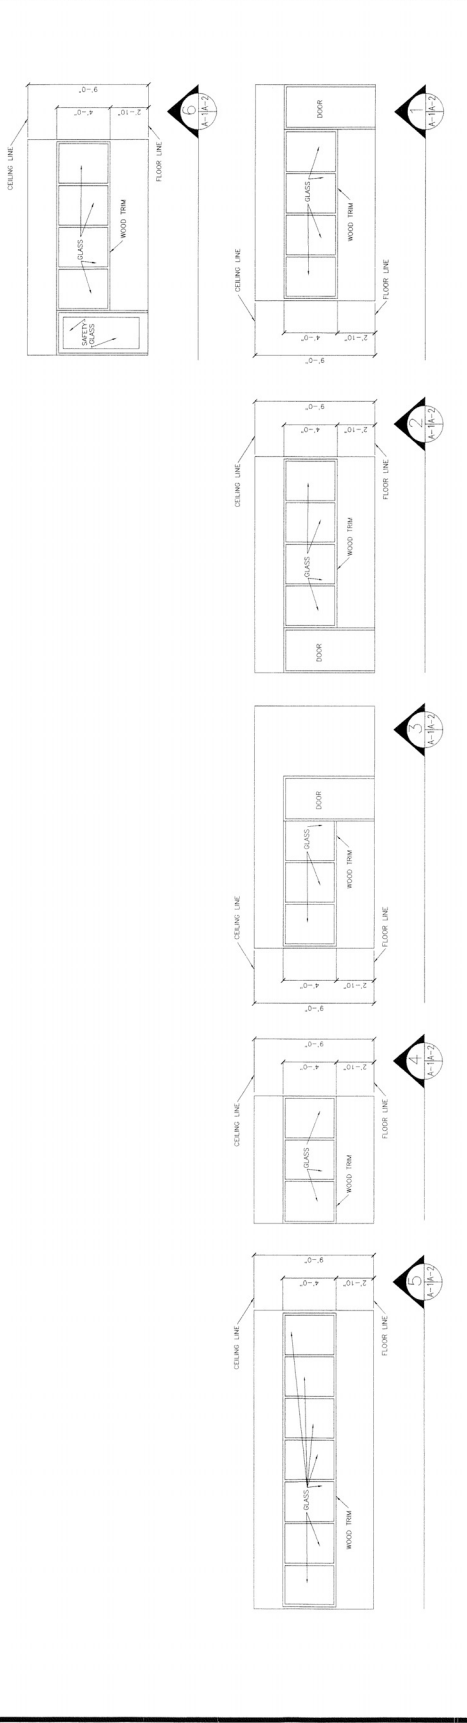 CEILING LINE
9'-0"
4'-0"
2'-10"
SAFETY
GLASS
GLASS
WOOD TRIM
FLOOR LINE
6
A-1 A-2
CEILING LINE
9'-0"
4'-0"
2'-10"
GLASS
WOOD TRIM
FLOOR LINE
5
A-1 A-2
CEILING LINE
9'-0"
4'-0"
2'-10"
GLASS
WOOD TRIM
FLOOR LINE
4
A-1 A-2
CEILING LINE
9'-0"
4'-0"
2'-10"
GLASS
DOOR
WOOD TRIM
FLOOR LINE
3
A-1 A-2
CEILING LINE
9'-0"
4'-0"
2'-10"
DOOR
GLASS
WOOD TRIM
FLOOR LINE
2
A-1 A-2
CEILING LINE
9'-0"
4'-0"
2'-10"
GLASS
DOOR
WOOD TRIM
FLOOR LINE
1
A-1 A-2